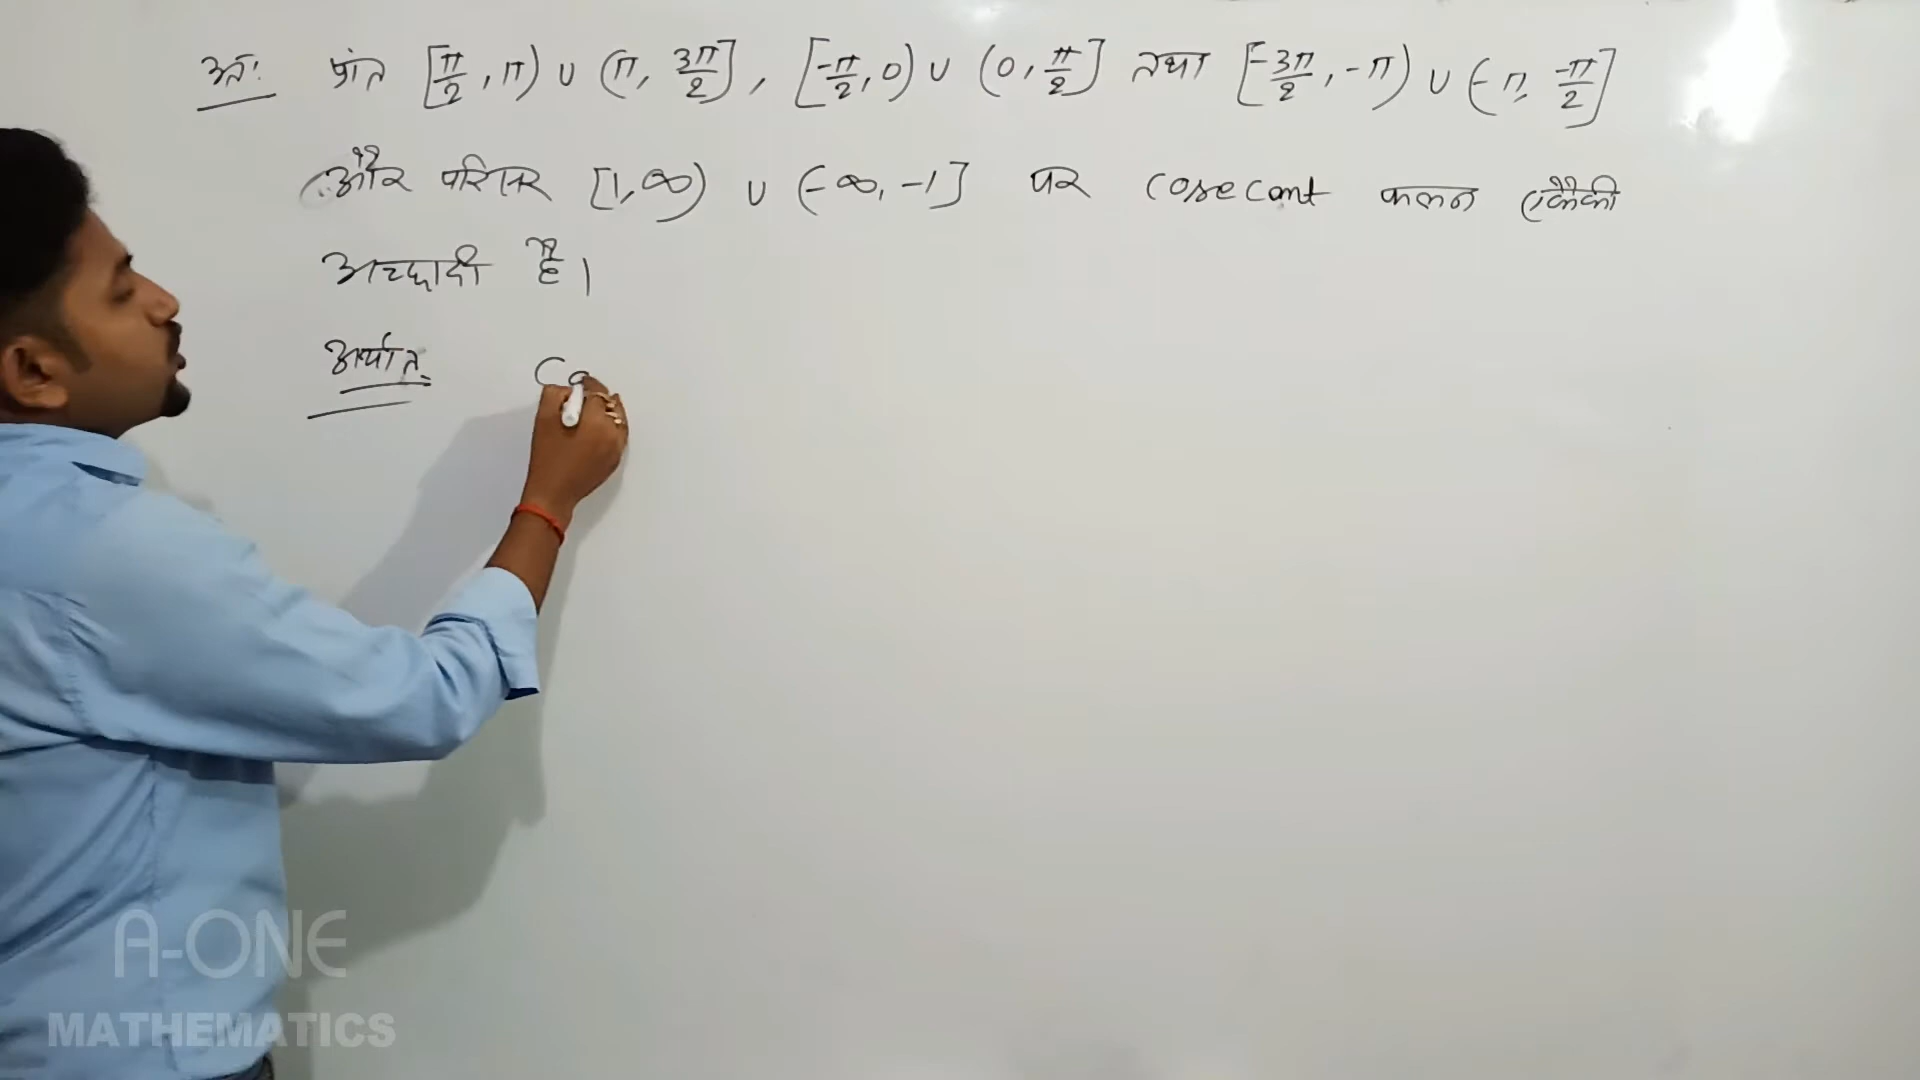 अतः प्रांत [π/2, π) ∪ (π, 3π/2], [-π/2, 0) ∪ (0, π/2] तथा [-3π/2, -π) ∪ (-π, -π/2]
और परिसर [1, ∞) ∪ (-∞, -1] पर cosecant फलन एकैकी
आच्छादी है।
अर्थात् Co
A-ONE
MATHEMATICS